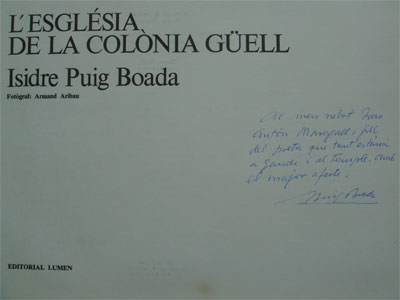 L'ESGLÉSIA
DE LA COLÒNIA GÜELL
Isidre Puig Boada
Fotògraf: Armand Aribau
Al meu nebot Joan
Anton Maragall, fill
del poeta que tant estimà
a Gaudí i al temple, amb
el major afecte.
I. Puig Boada
EDITORIAL LUMEN